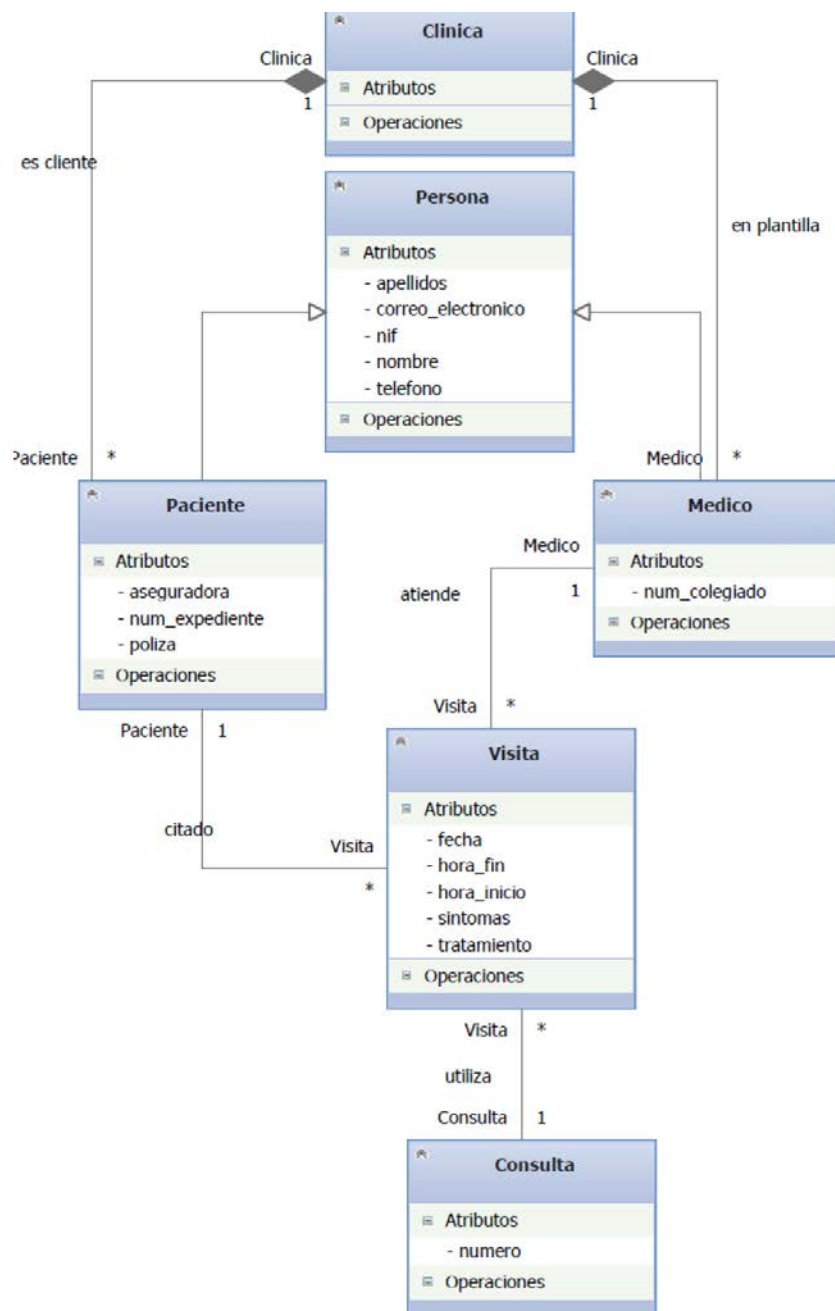 Clinica
Clinica
Clinica
1
1
Atributos
Operaciones
es cliente
en plantilla
Persona
Atributos
- apellidos
- correo_electronico
- nif
- nombre
- telefono
Operaciones
Paciente *
Medico *
Paciente
Atributos
- aseguradora
- num_expediente
- poliza
Operaciones
Medico
Atributos
- num_colegiado
Operaciones
Medico
1
atiende
Visita *
Paciente 1
citado
Visita
*
Visita
Atributos
- fecha
- hora_fin
- hora_inicio
- sintomas
- tratamiento
Operaciones
Visita *
utiliza
Consulta 1
Consulta
Atributos
- numero
Operaciones